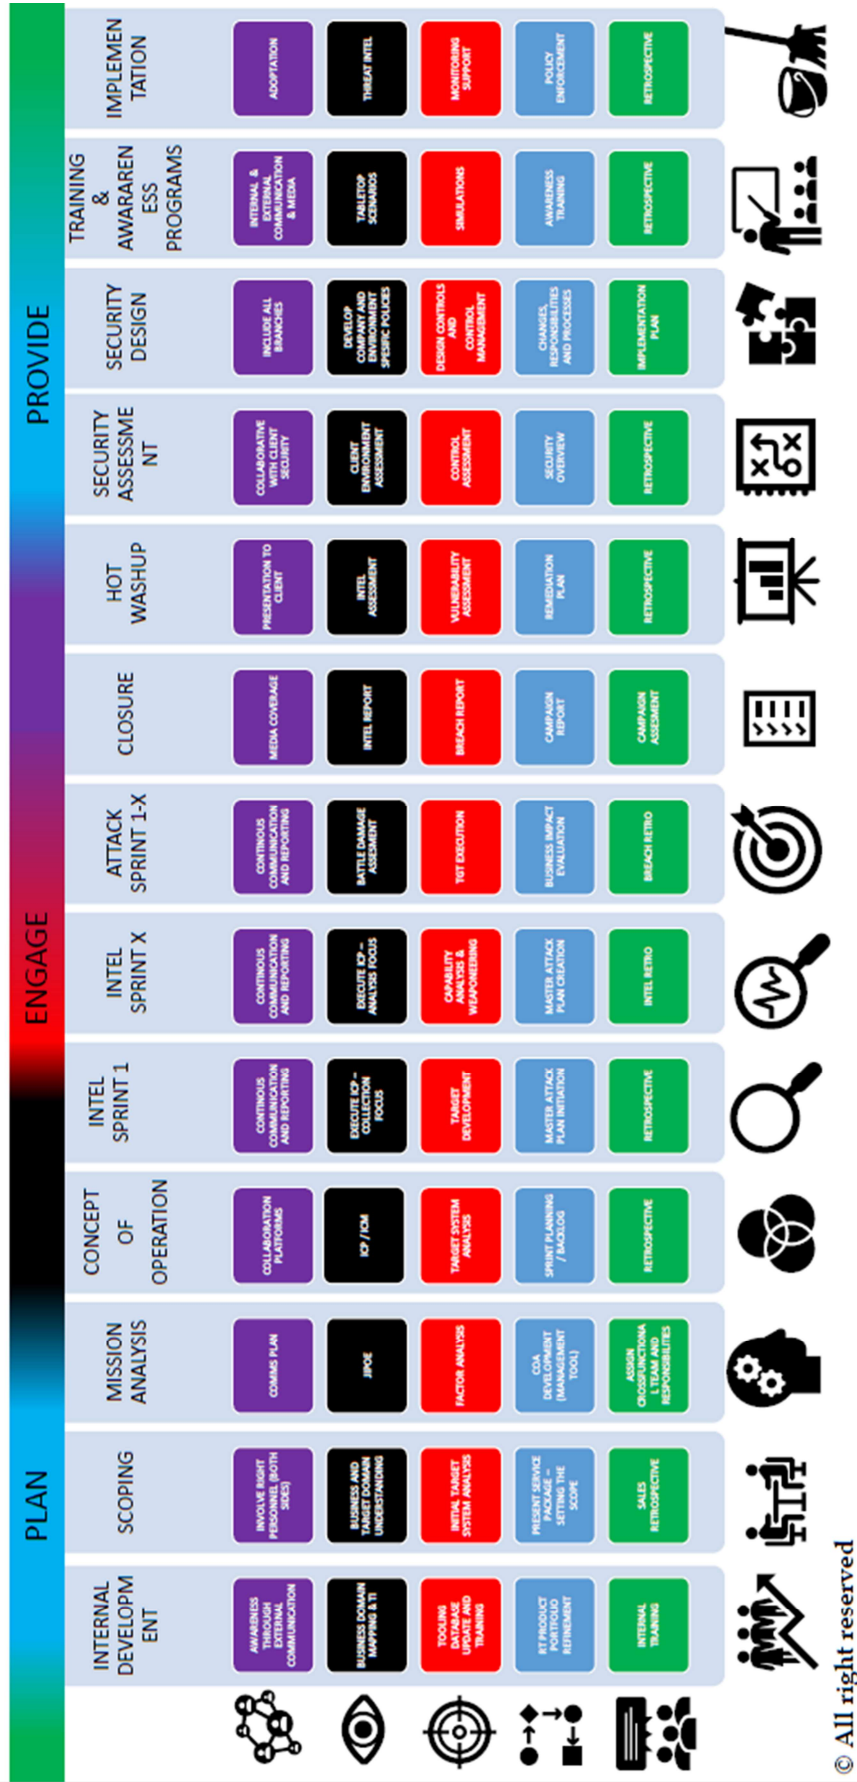 PLAN
ENGAGE
PROVIDE
INTERNAL
DEVELOPM
ENT
AWARENESS
THROUGH
EXTERNAL
COMMUNICATION
BUSINESS DOMAIN
MAPPING & TI
TOOLING
DATABASE
UPDATE AND
TRAINING
RT PRODUCT
PORTFOLIO
REFINEMENT
INTERNAL
TRAINING
SCOPING
INVOLVE RIGHT
PERSONNEL (BOTH
SIDES)
BUSINESS AND
TARGET DOMAIN
UNDERSTANDING
INITIAL TARGET
SYSTEM ANALYSIS
PRESENT SERVICE
PACKAGE –
SETTING THE
SCOPE
SALES
RETROSPECTIVE
MISSION
ANALYSIS
COMMS PLAN
JIPOE
FACTOR ANALYSIS
COA
DEVELOPMENT
(MANAGEMENT
TOOL)
ASSIGN
CROSSFUNCTIONA
L TEAM AND
RESPONSIBILITIES
CONCEPT
OF
OPERATION
COLLABORATION
PLATFORMS
ICP / ICM
TARGET SYSTEM
ANALYSIS
SPRINT PLANNING
/ BACKLOG
RETROSPECTIVE
INTEL
SPRINT 1
CONTINOUS
COMMUNICATION
AND REPORTING
EXECUTE ICP –
COLLECTION
FOCUS
TARGET
DEVELOPMENT
MASTER ATTACK
PLAN INITIATION
RETROSPECTIVE
INTEL
SPRINT X
CONTINOUS
COMMUNICATION
AND REPORTING
EXECUTE ICP –
ANALYSIS FOCUS
CAPABILITY
ANALYSIS &
WEAPONEERING
MASTER ATTACK
PLAN CREATION
INTEL RETRO
ATTACK
SPRINT 1-X
CONTINOUS
COMMUNICATION
AND REPORTING
BATTLE DAMAGE
ASSESMENT
TGT EXECUTION
BUSINESS IMPACT
EVALUATION
BREACH RETRO
CLOSURE
MEDIA COVERAGE
INTEL REPORT
BREACH REPORT
CAMPAIGN
REPORT
CAMPAIGN
ASSESMENT
HOT
WASHUP
PRESENTATION TO
CLIENT
INTEL
ASSESSMENT
VULNERABILITY
ASSESSMENT
REMEDIATION
PLAN
RETROSPECTIVE
SECURITY
ASSESSME
NT
COLLABORATIVE
WITH CLIENT
SECURITY
CLIENT
ENVIRONMENT
ASSESSMENT
CONTROL
ASSESSMENT
SECURITY
OVERVIEW
RETROSPECTIVE
SECURITY
DESIGN
INCLUDE ALL
BRANCHES
DEVELOP
COMPANY AND
ENVIRONMENT
SPESIFIC POLICIES
DESIGN CONTROLS
AND
CONTROL
MANAGEMENT
CHANGES,
RESPONSIBILITIES
AND PROCESSES
IMPLEMENTATION
PLAN
TRAINING
&
AWARAREN
ESS
PROGRAMS
INTERNAL &
EXTERNAL
COMMUNICATION
& MEDIA
TABLETOP
SCENARIOS
SIMULATIONS
AWARENESS
TRAINING
RETROSPECTIVE
IMPLEMEN
TATION
ADOPTATION
THREAT INTEL
MONITORING
SUPPORT
POLICY
ENFORCEMENT
RETROSPECTIVE
© All right reserved